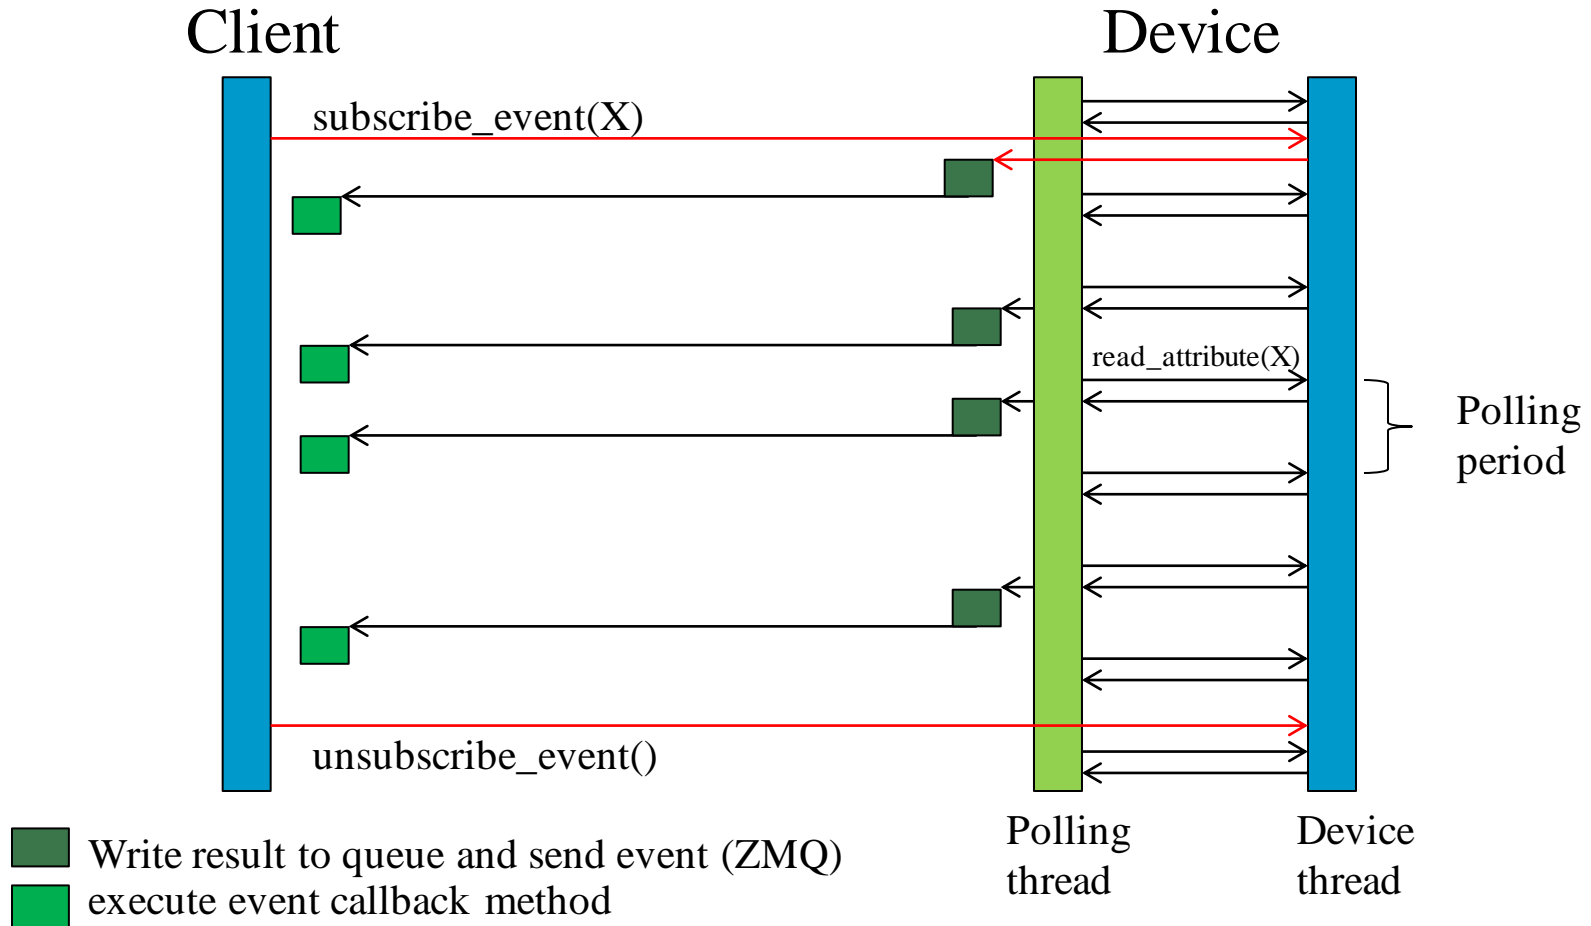 Client
Device
subscribe_event(X)
read_attribute(X)
Polling
period
unsubscribe_event()
Polling
thread
Device
thread
Write result to queue and send event (ZMQ)
execute event callback method